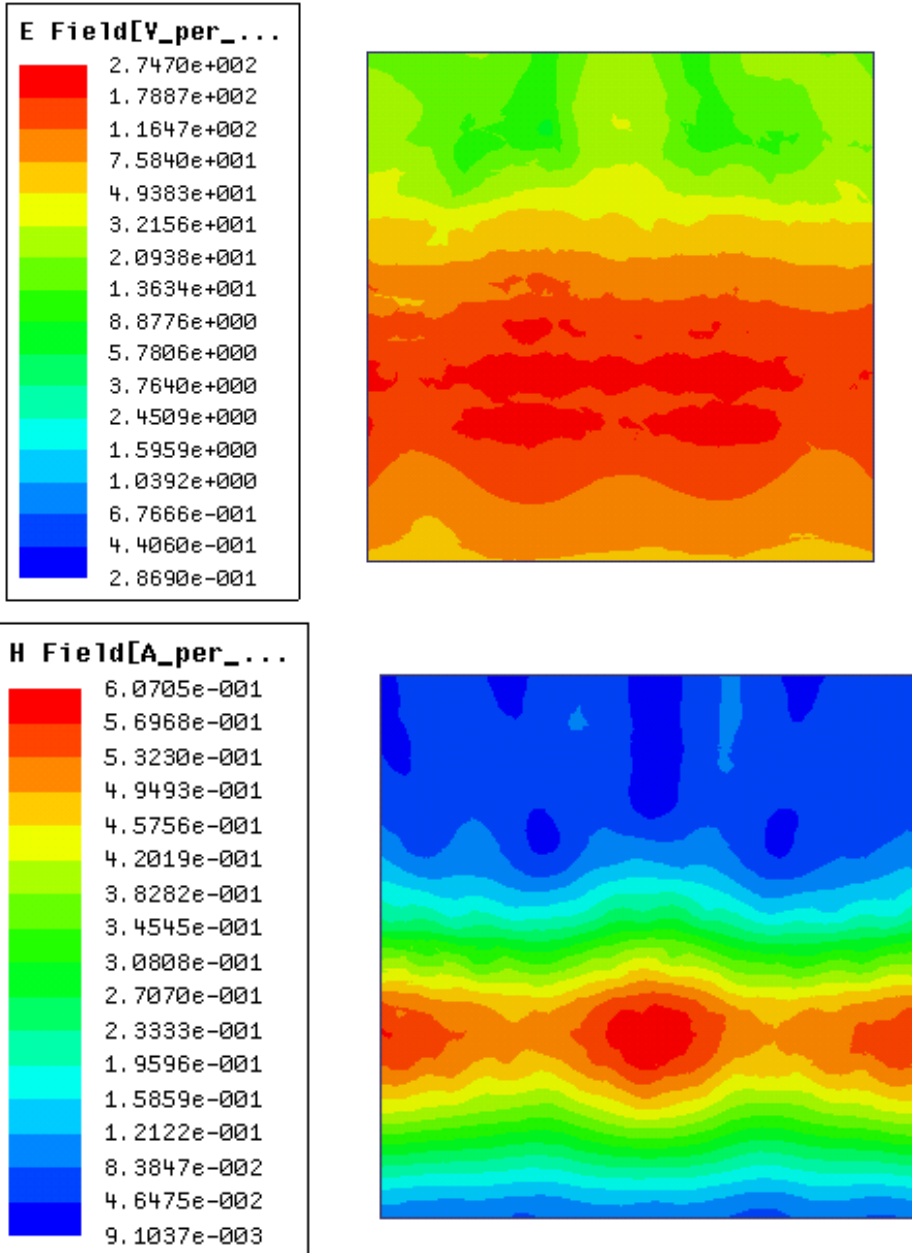 E Field[V_per_...
2.7470e+002
1.7887e+002
1.1647e+002
7.5840e+001
4.9383e+001
3.2156e+001
2.0938e+001
1.3634e+001
8.8776e+000
5.7806e+000
3.7640e+000
2.4509e+000
1.5959e+000
1.0392e+000
6.7666e-001
4.4060e-001
2.8690e-001
H Field[A_per_...
6.0705e-001
5.6968e-001
5.3230e-001
4.9493e-001
4.5756e-001
4.2019e-001
3.8282e-001
3.4545e-001
3.0808e-001
2.7070e-001
2.3333e-001
1.9596e-001
1.5859e-001
1.2122e-001
8.3847e-002
4.6475e-002
9.1037e-003